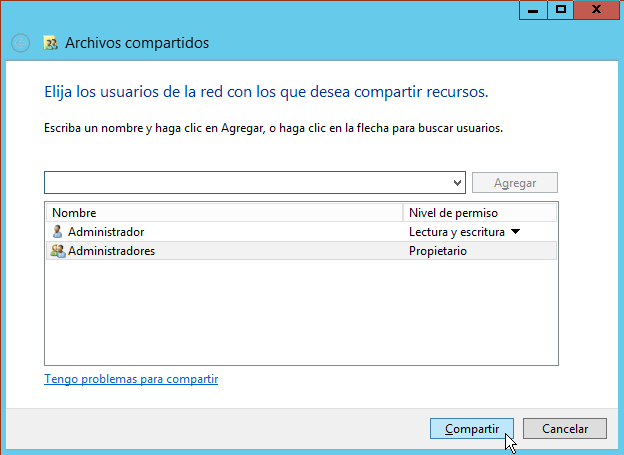 Archivos compartidos
Elija los usuarios de la red con los que desea compartir recursos.
Escriba un nombre y haga clic en Agregar, o haga clic en la flecha para buscar usuarios.
Agregar
Nombre Nivel de permiso
Administrador Lectura y escritura
Administradores Propietario
Tengo problemas para compartir
Compartir Cancelar